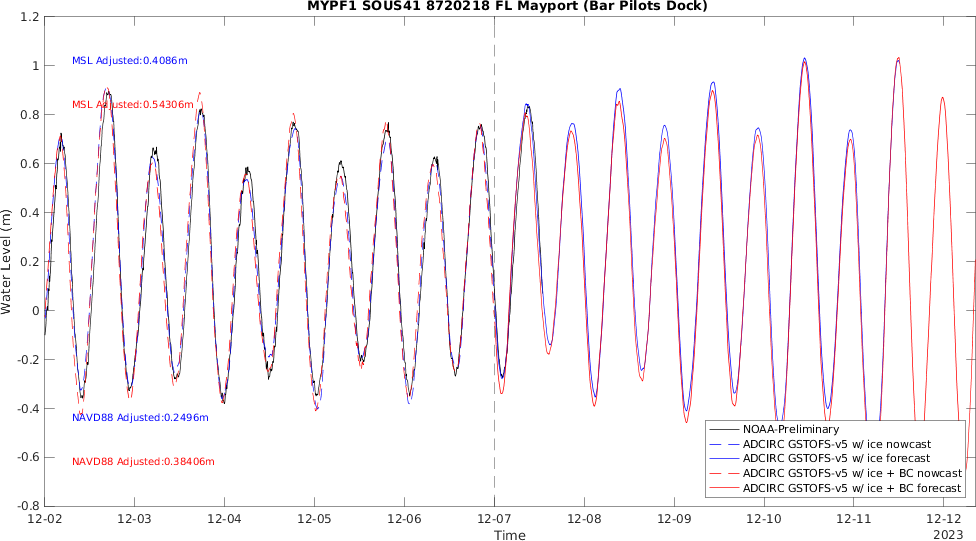 MYPF1 SOUS41 8720218 FL Mayport (Bar Pilots Dock)
1.2
1
0.8
0.6
0.4
0.2
0
-0.2
-0.4
-0.6
-0.8
Water Level (m)
MSL Adjusted:0.4086m
MSL Adjusted:0.54306m
NAVD88 Adjusted:0.2496m
NAVD88 Adjusted:0.38406m
NOAA-Preliminary
ADCIRC GSTOFS-v5 w/ ice nowcast
ADCIRC GSTOFS-v5 w/ ice forecast
ADCIRC GSTOFS-v5 w/ ice + BC nowcast
ADCIRC GSTOFS-v5 w/ ice + BC forecast
12-02 12-03 12-04 12-05 12-06 12-07 12-08 12-09 12-10 12-11 12-12
Time 2023